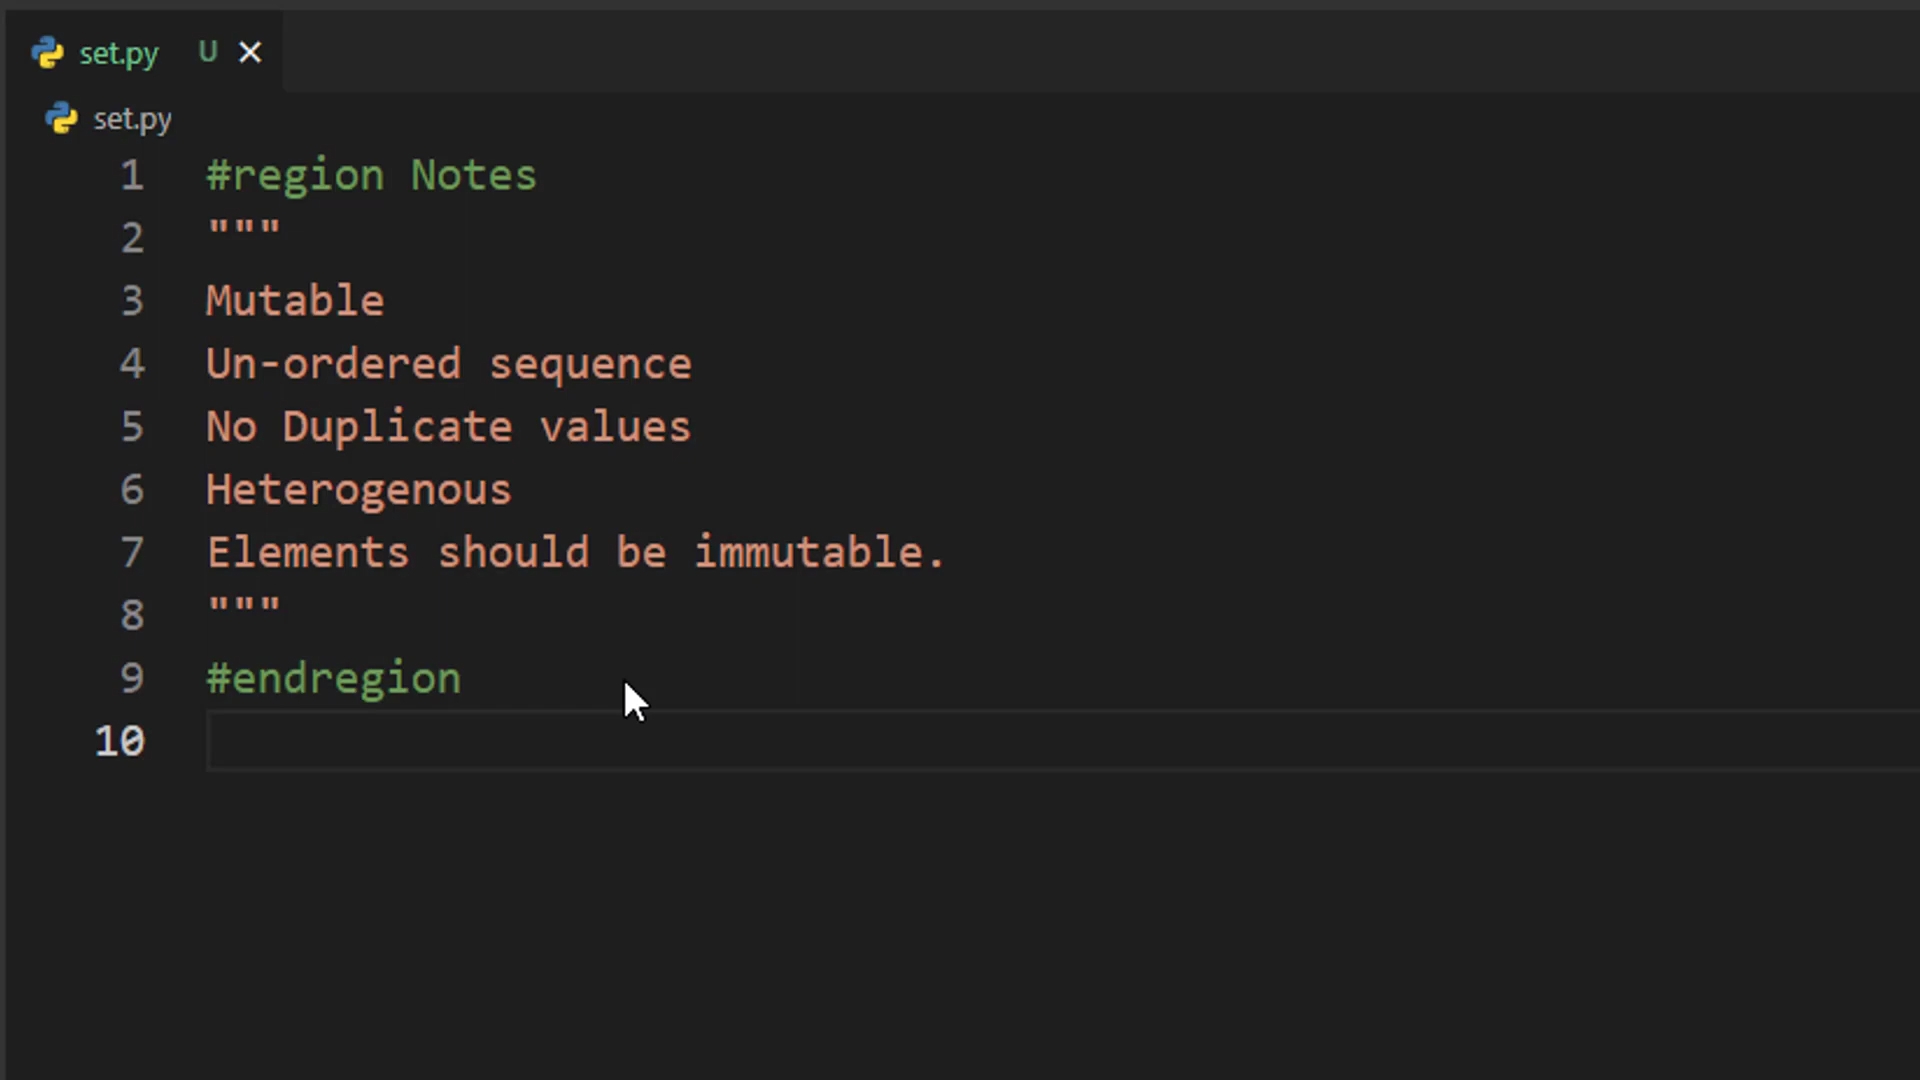 set.py U
set.py
1 #region Notes
2 """
3 Mutable
4 Un-ordered sequence
5 No Duplicate values
6 Heterogenous
7 Elements should be immutable.
8 """
9 #endregion
10